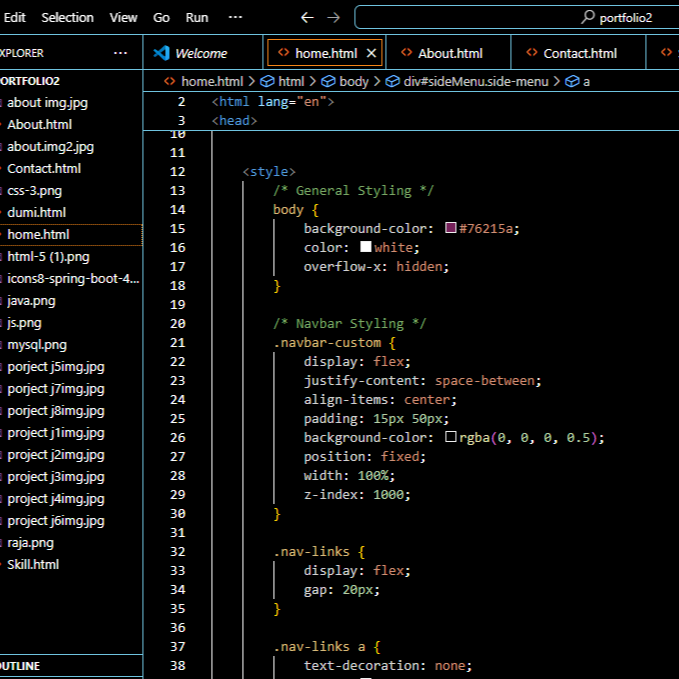 Edit Selection View Go Run ··· ← → portfolio2
XPLORER ··· Welcome home.html × About.html Contact.html
ORTFOLIO2
home.html > html > body > div#sideMenu.side-menu > a
about img.jpg
About.html
about.img2.jpg
Contact.html
css-3.png
dumi.html
home.html
html-5 (1).png
icons8-spring-boot-4...
java.png
js.png
mysql.png
porject j5img.jpg
porject j7img.jpg
porject j8img.jpg
project j1img.jpg
project j2img.jpg
project j3img.jpg
project j4img.jpg
project j6img.jpg
raja.png
Skill.html
UTLINE
2 <html lang="en">
3 <head>
10
11
12 <style>
13 /* General Styling */
14 body {
15 background-color: #76215a;
16 color: white;
17 overflow-x: hidden;
18 }
19
20 /* Navbar Styling */
21 .navbar-custom {
22 display: flex;
23 justify-content: space-between;
24 align-items: center;
25 padding: 15px 50px;
26 background-color: rgba(0, 0, 0, 0.5);
27 position: fixed;
28 width: 100%;
29 z-index: 1000;
30 }
31
32 .nav-links {
33 display: flex;
34 gap: 20px;
35 }
36
37 .nav-links a {
38 text-decoration: none;